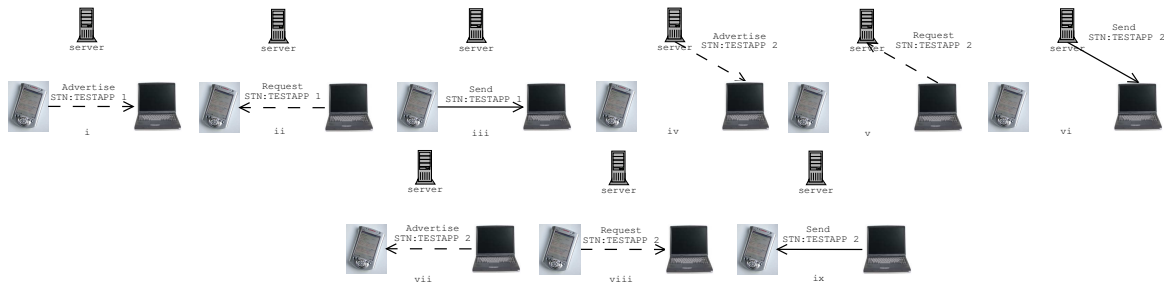 server
Advertise
STN:TESTAPP 1
i
server
Request
STN:TESTAPP 1
ii
server
Send
STN:TESTAPP 1
iii
server
Advertise
STN:TESTAPP 2
iv
server
Request
STN:TESTAPP 2
v
server
Send
STN:TESTAPP 2
vi
server
Advertise
STN:TESTAPP 2
vii
server
Request
STN:TESTAPP 2
viii
server
Send
STN:TESTAPP 2
ix